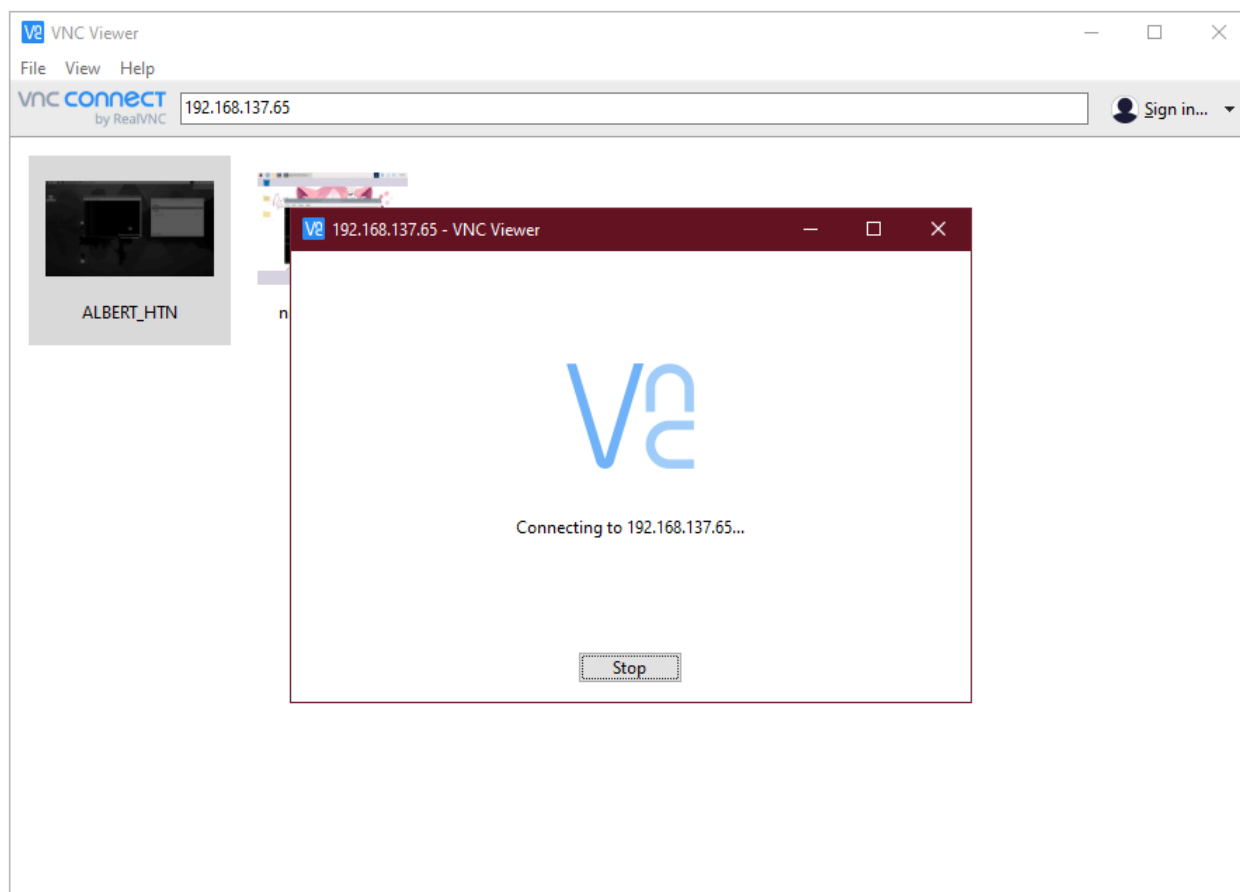 VNC Viewer
File View Help
vnc connect
by RealVNC
192.168.137.65
Sign in...
192.168.137.65 - VNC Viewer
ALBERT_HTN
n
Connecting to 192.168.137.65...
Stop